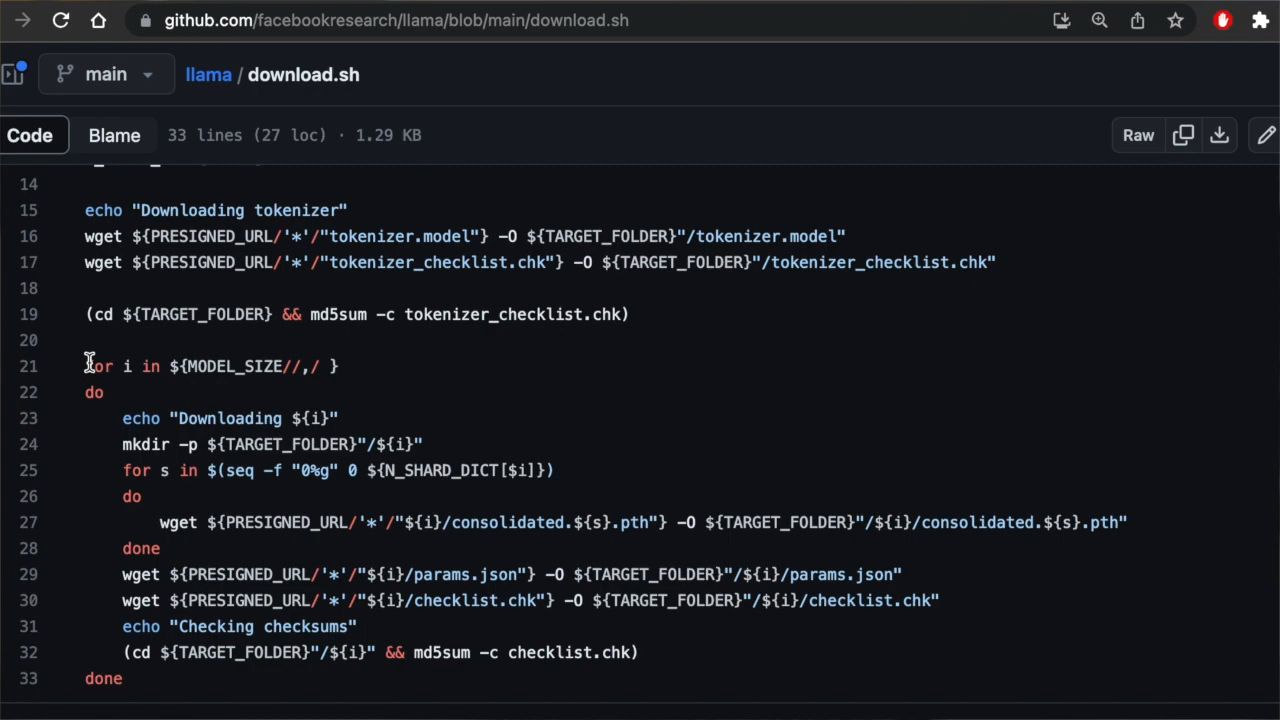 github.com/facebookresearch/llama/blob/main/download.sh
main
llama / download.sh
Code
Blame
33 lines (27 loc) · 1.29 KB
Raw
14
15 echo "Downloading tokenizer"
16 wget ${PRESIGNED_URL/'*'/"tokenizer.model"} -O ${TARGET_FOLDER}"/tokenizer.model"
17 wget ${PRESIGNED_URL/'*'/"tokenizer_checklist.chk"} -O ${TARGET_FOLDER}"/tokenizer_checklist.chk"
18
19 (cd ${TARGET_FOLDER} && md5sum -c tokenizer_checklist.chk)
20
21 for i in ${MODEL_SIZE//,/ }
22 do
23 echo "Downloading ${i}"
24 mkdir -p ${TARGET_FOLDER}"/${i}"
25 for s in $(seq -f "0%g" 0 ${N_SHARD_DICT[$i]})
26 do
27 wget ${PRESIGNED_URL/'*'/"${i}/consolidated.${s}.pth"} -O ${TARGET_FOLDER}"/${i}/consolidated.${s}.pth"
28 done
29 wget ${PRESIGNED_URL/'*'/"${i}/params.json"} -O ${TARGET_FOLDER}"/${i}/params.json"
30 wget ${PRESIGNED_URL/'*'/"${i}/checklist.chk"} -O ${TARGET_FOLDER}"/${i}/checklist.chk"
31 echo "Checking checksums"
32 (cd ${TARGET_FOLDER}"/${i}" && md5sum -c checklist.chk)
33 done